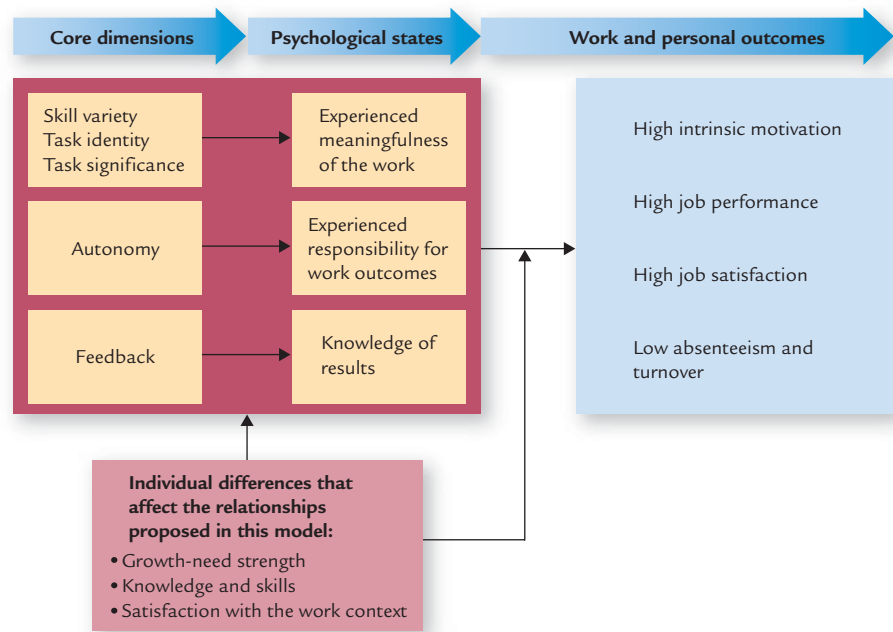 Core dimensions
Psychological states
Work and personal outcomes
Skill variety
Task identity
Task significance
Experienced
meaningfulness
of the work
Autonomy
Experienced
responsibility for
work outcomes
Feedback
Knowledge of
results
High intrinsic motivation
High job performance
High job satisfaction
Low absenteeism and
turnover
Individual differences that
affect the relationships
proposed in this model:
• Growth-need strength
• Knowledge and skills
• Satisfaction with the work context